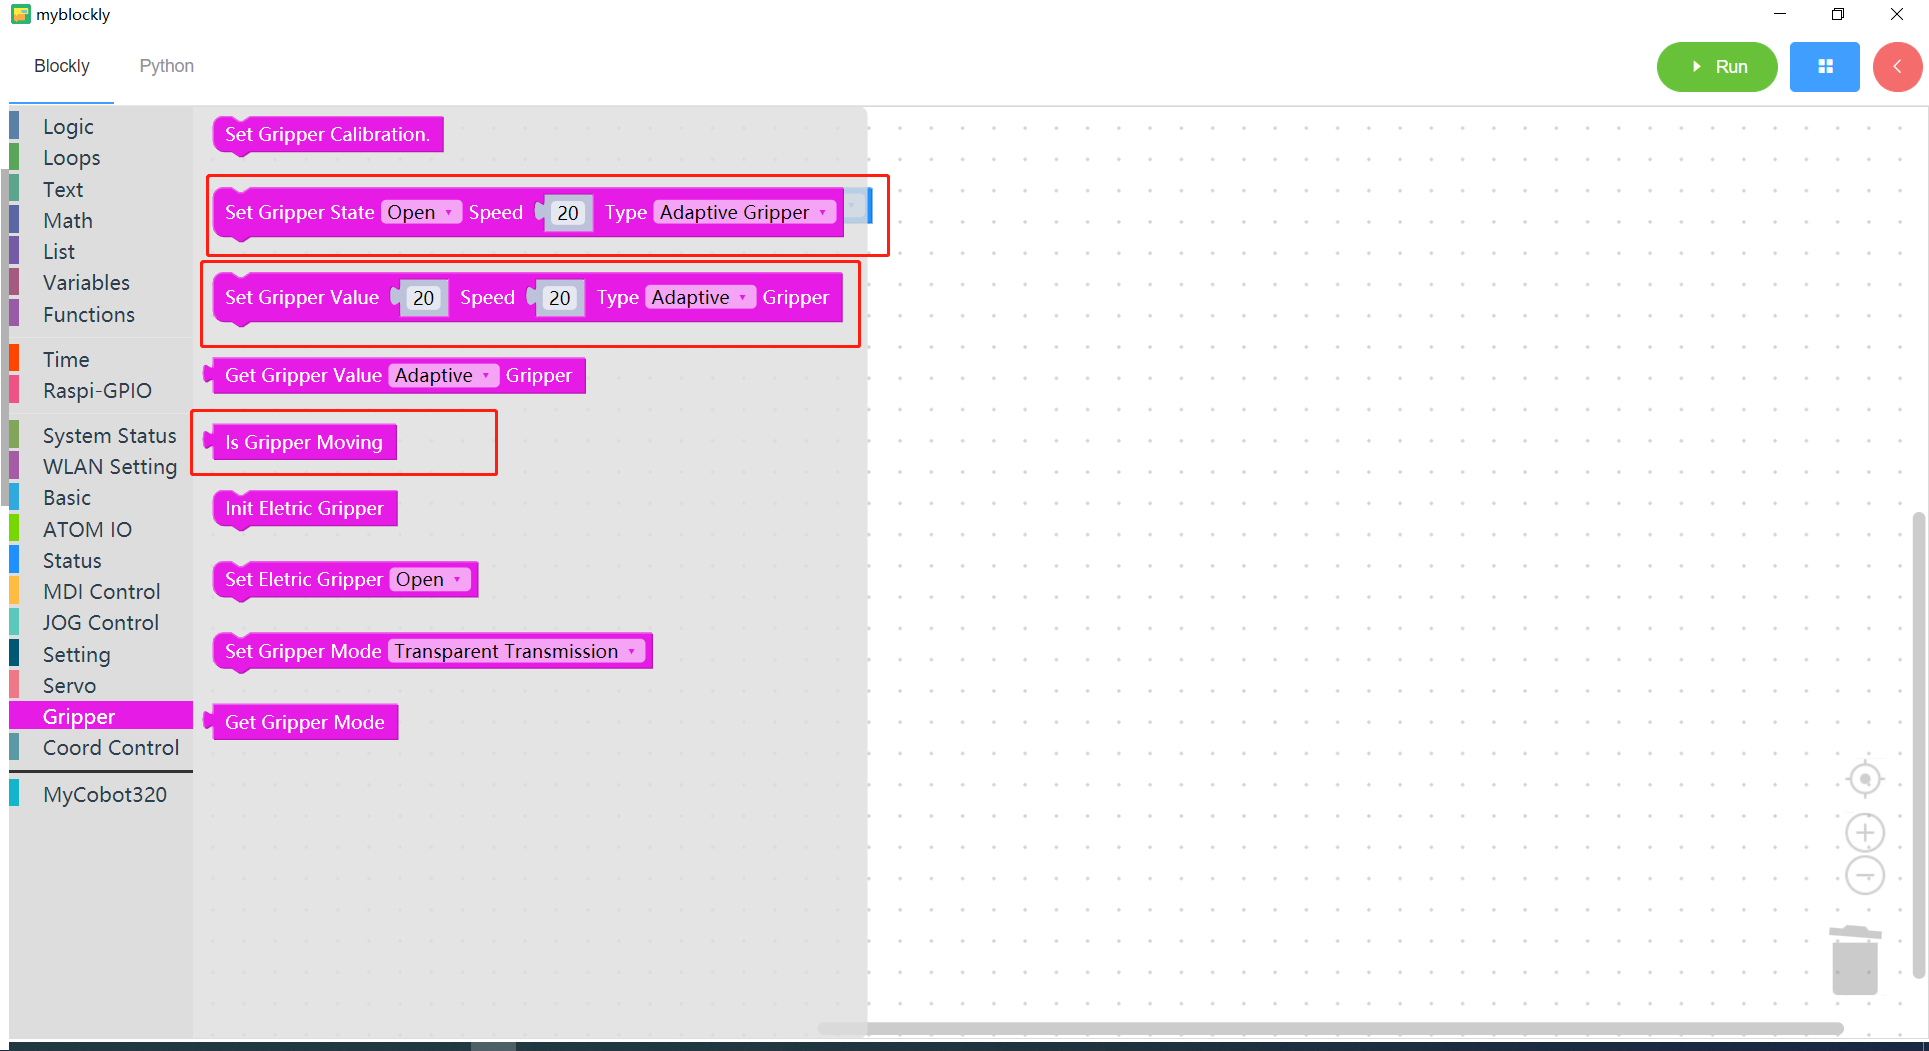 myblockly
Blockly Python Run
Logic
Loops
Text
Math
List
Variables
Functions
Time
Raspi-GPIO
System Status
WLAN Setting
Basic
ATOM IO
Status
MDI Control
JOG Control
Setting
Servo
Gripper
Coord Control
MyCobot320
Set Gripper Calibration.
Set Gripper State Open Speed 20 Type Adaptive Gripper
Set Gripper Value 20 Speed 20 Type Adaptive Gripper
Get Gripper Value Adaptive Gripper
Is Gripper Moving
Init Eletric Gripper
Set Eletric Gripper Open
Set Gripper Mode Transparent Transmission
Get Gripper Mode